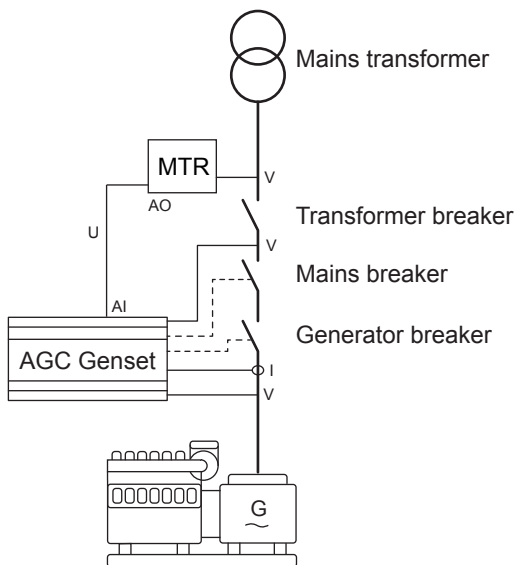 Mains transformer
MTR
V
AO
Transformer breaker
U
V
Mains breaker
AI
Generator breaker
AGC Genset
I
V
G